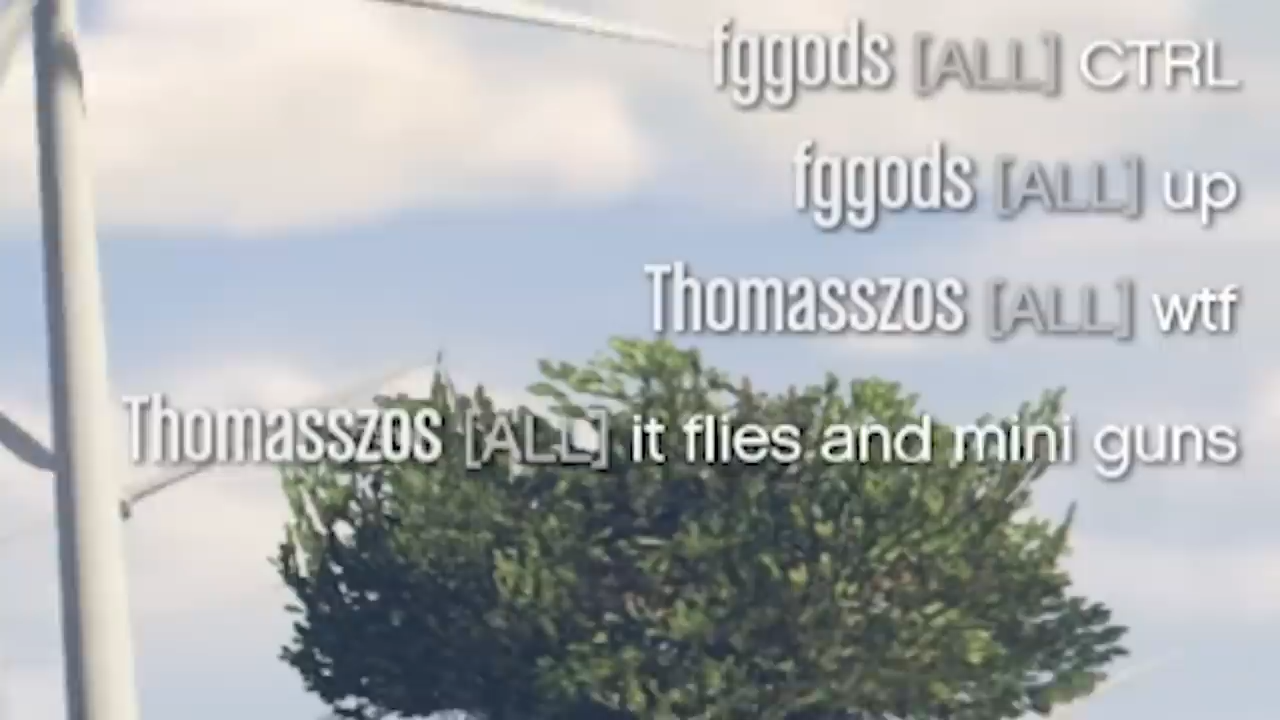 fggods [ALL] CTRL
fggods [ALL] up
Thomasszos [ALL] wtf
Thomasszos [ALL] it flies and mini guns